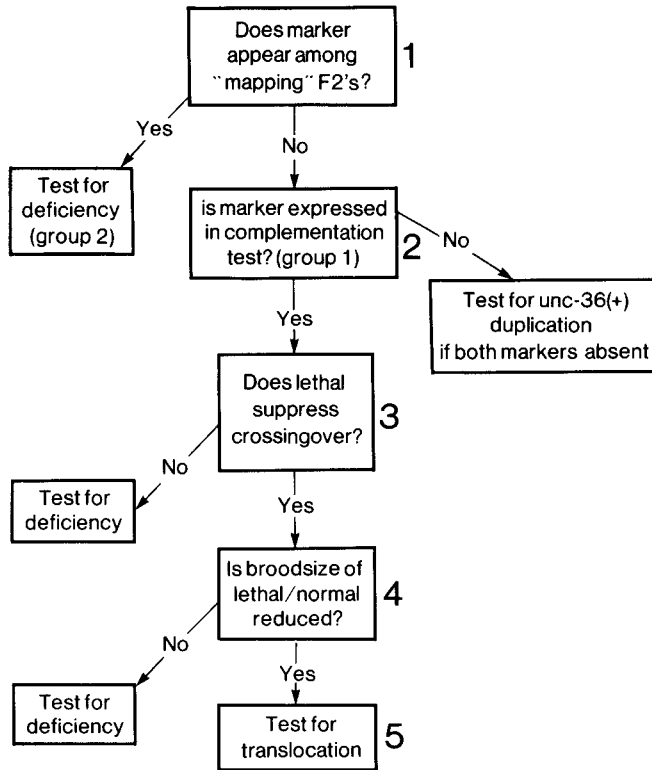 Does marker
appear among
"mapping" F2's?
1
Yes
No
Test for
deficiency
(group 2)
is marker expressed
in complementation
test? (group 1)
2
No
Yes
Test for unc-36(+)
duplication
if both markers absent
Does lethal
suppress
crossingover?
3
No
Yes
Test for
deficiency
Is broodsize of
lethal/normal
reduced?
4
No
Yes
Test for
deficiency
Test for
translocation
5